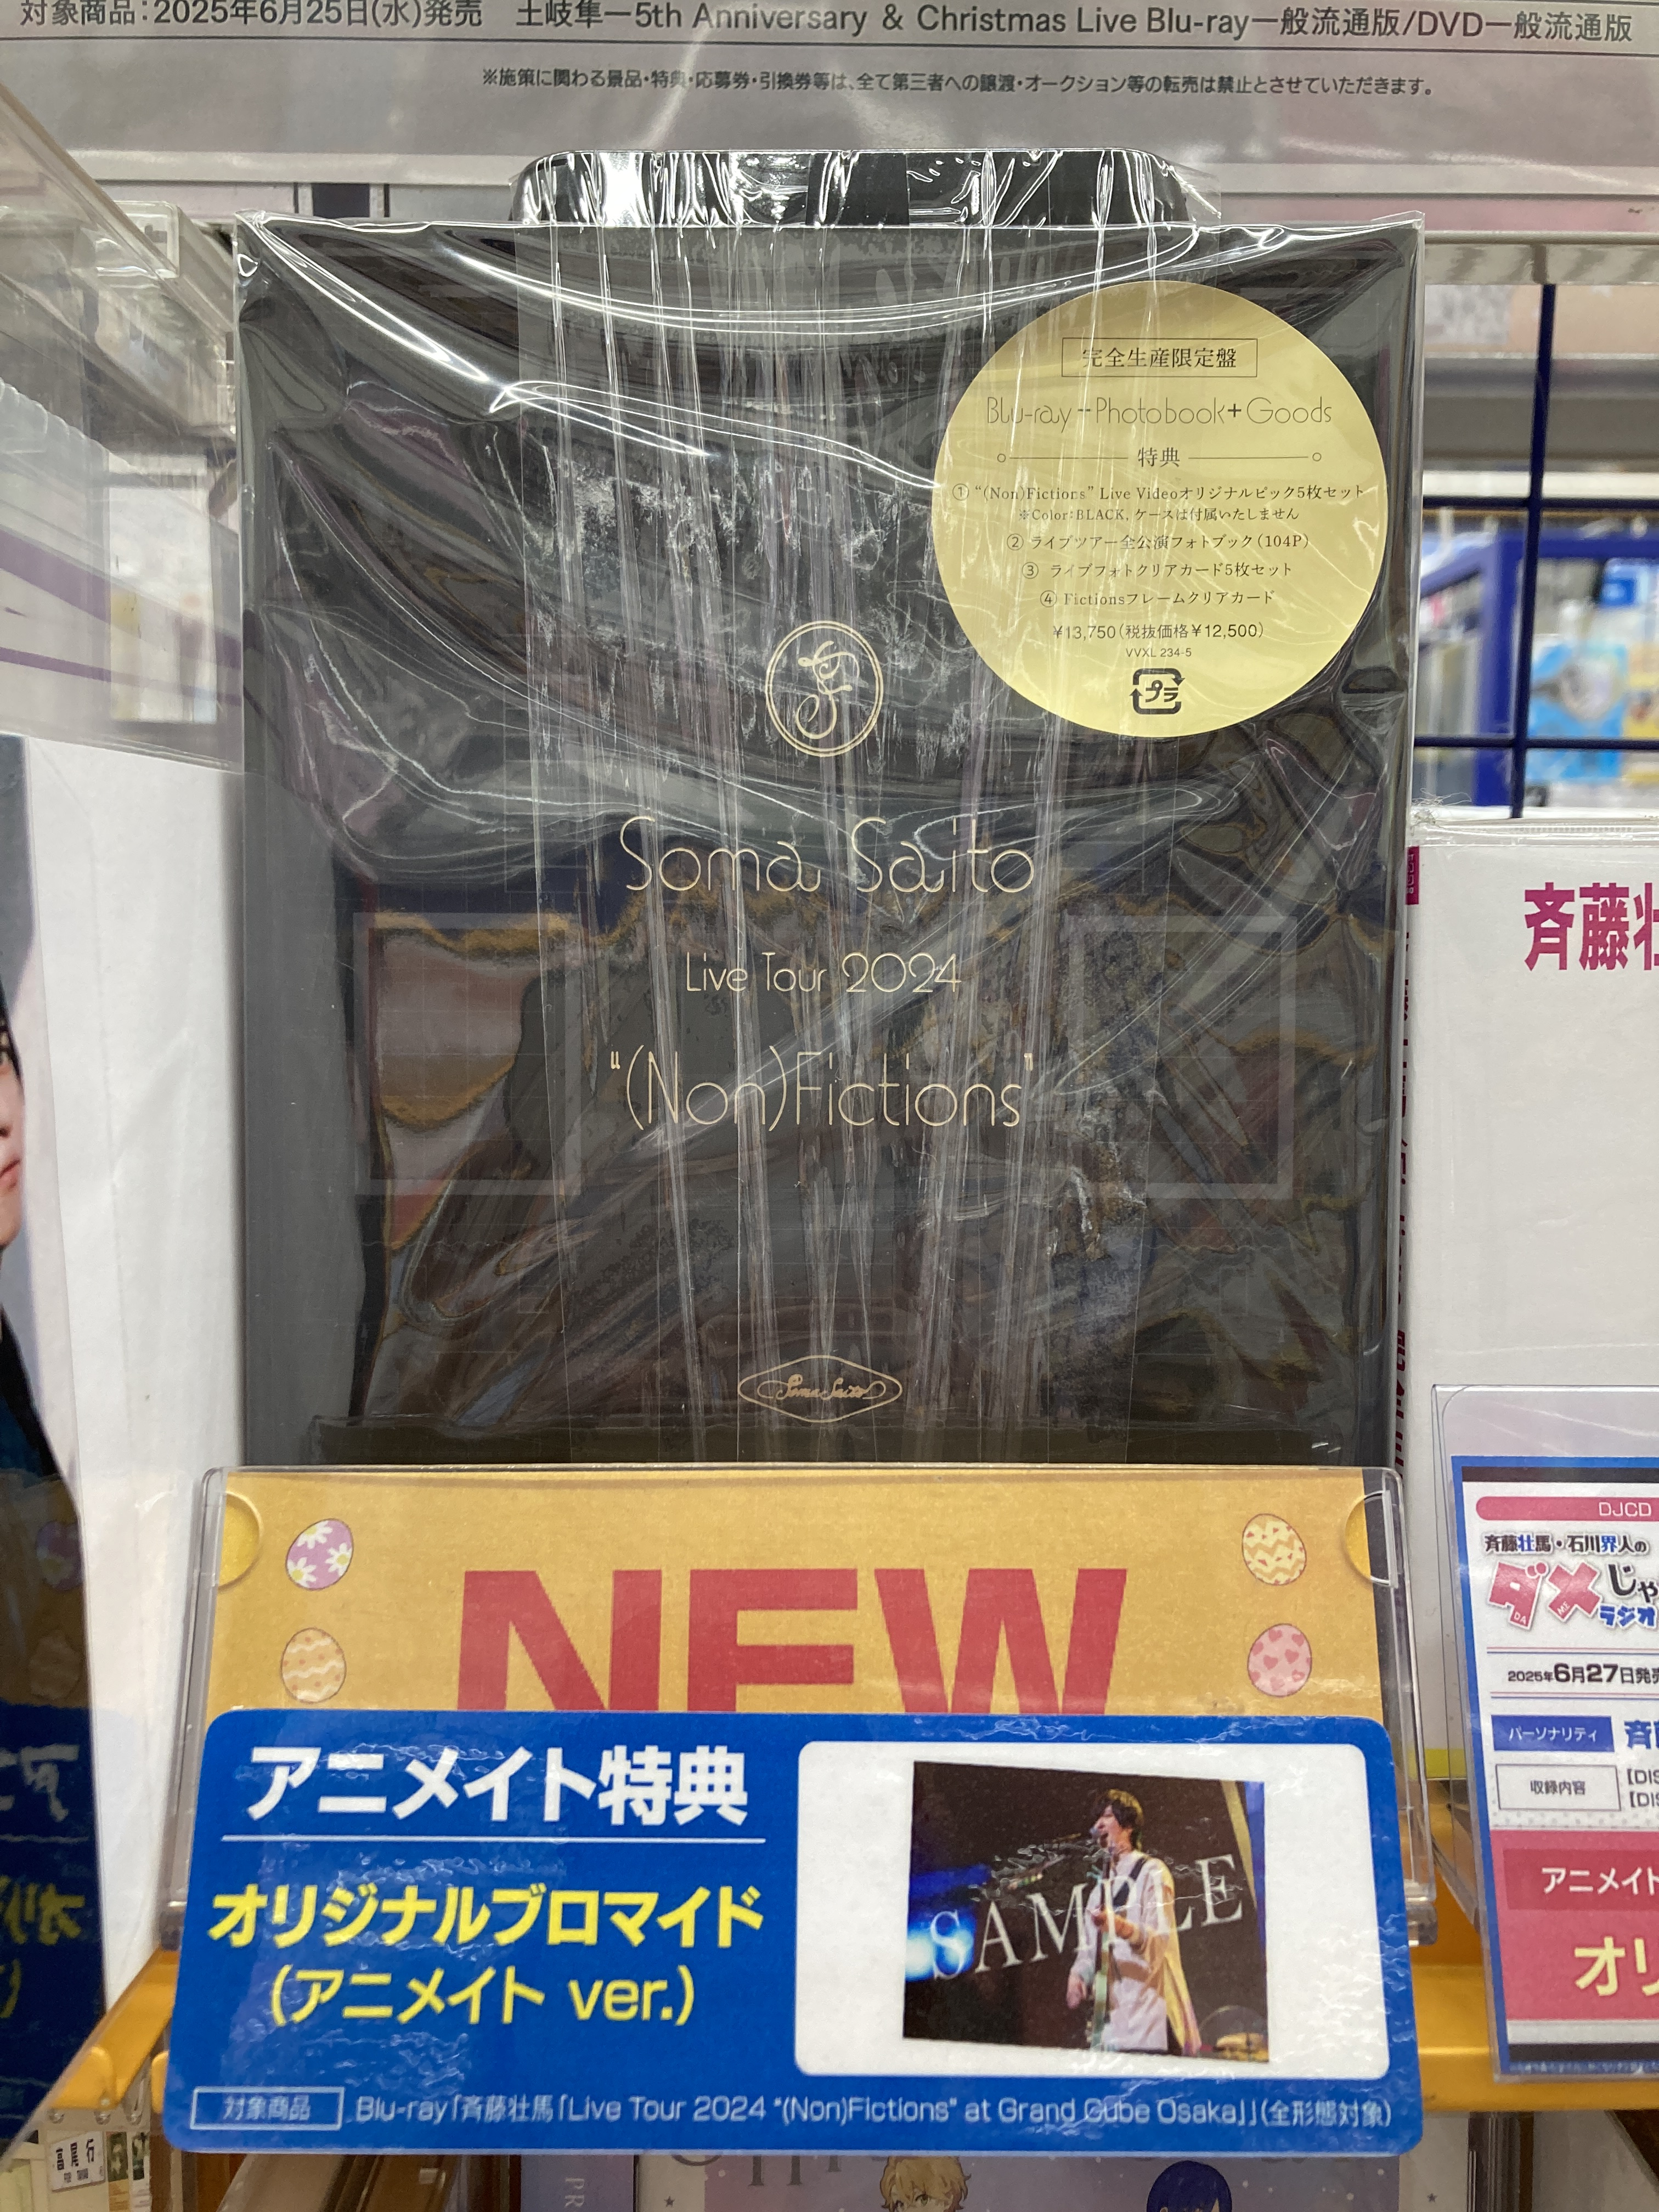 対象商品：2025年6月25日(水)発売　土岐隼一5th Anniversary & Christmas Live Blu-ray一般流通版/DVD一般流通版
※施策に関わる景品・特典・応募券・引換券等は、全て第三者への譲渡・オークション等の転売は禁止とさせていただきます。
完全生産限定盤
Blu-ray+Photobook+Goods
特典
① “(Non)Fictions” Live Videoオリジナルピック5枚セット
※Color:BLACK, ケースは付属いたしません
② ライブツアー全公演フォトブック(104P)
③ ライブフォトクリアカード5枚セット
④ Fictionsフレームクリアカード
¥13,750(税抜価格¥12,500)
VVXL 234-5
プラ
Soma Saito
Live Tour 2024
“(Non)Fictions”
Soma Saito
斉藤壮
NEW
アニメイト特典
オリジナルブロマイド
(アニメイト ver.)
SAMPLE
対象商品 Blu-ray「斉藤壮馬「Live Tour 2024 “(Non)Fictions” at Grand Cube Osaka」」(全形態対象)
DJCD
斉藤壮馬・石川界人の
ダメじゃ
DA ME
ラジオ
2025年6月27日発売
パーソナリティ 斉
収録内容
【DIS
【DIS
アニメイト
オリ